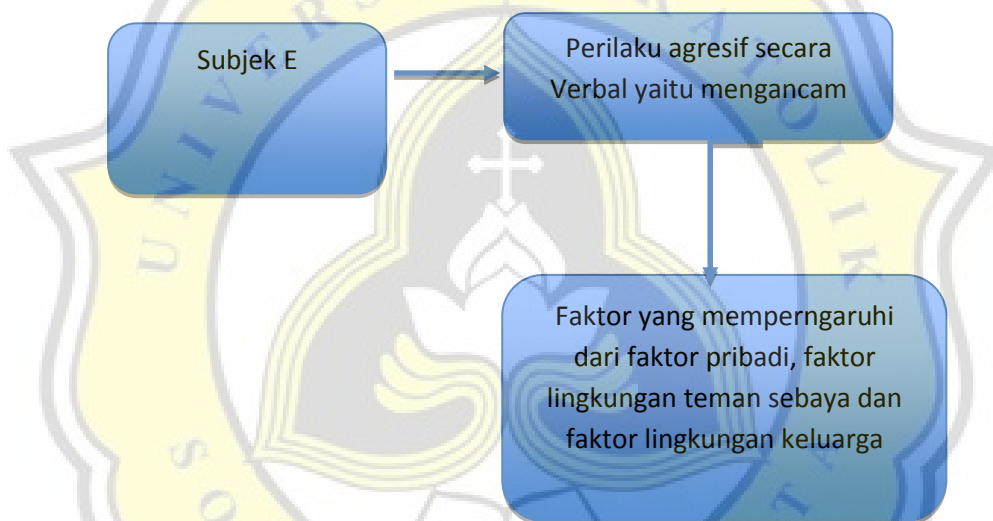 Subjek E
Perilaku agresif secara
Verbal yaitu mengancam
Faktor yang memperngaruhi
dari faktor pribadi, faktor
lingkungan teman sebaya dan
faktor lingkungan keluarga